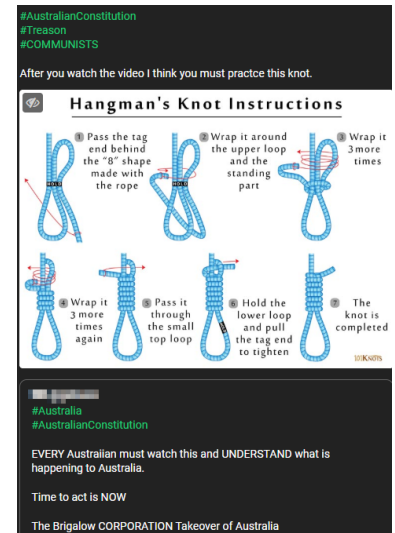 #AustralianConstitution
#Treason
#COMMUNISTS
After you watch the video I think you must practce this knot.
Hangman's Knot Instructions
1 Pass the tag
end behind
the "8" shape
made with
the rope
2 Wrap it around
the upper loop
and the
standing
part
3 Wrap it
3 more
times
HOLD
HOLD
4 Wrap it
3 more
times
again
5 Pass it
through
the small
top loop
6 Hold the
lower loop
and pull
the tag end
to tighten
7 The
knot is
completed
HOLD
101KNOTS
#Australia
#AustralianConstitution
EVERY Austraiian must watch this and UNDERSTAND what is
happening to Australia.
Time to act is NOW
The Brigalow CORPORATION Takeover of Australia